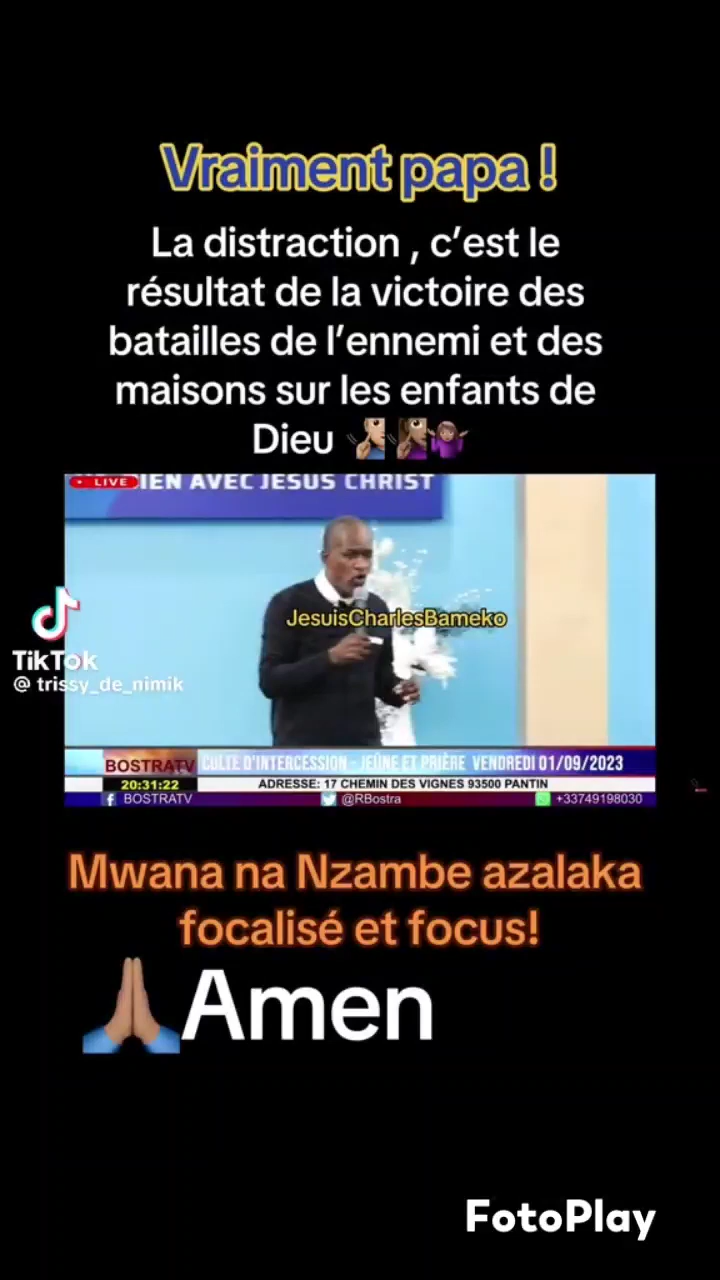 Vraiment papa !
La distraction , c’est le
résultat de la victoire des
batailles de l’ennemi et des
maisons sur les enfants de
Dieu
LIVE IEN AVEC JESUS CHRIST
JesuisCharlesBameko
TikTok
@ trissy_de_nimik
BOSTRATV CULTE D'INTERCESSION - JEÛNE ET PRIÈRE VENDREDI 01/09/2023
20:31:22 ADRESSE: 17 CHEMIN DES VIGNES 93500 PANTIN
BOSTRATV @RBostra +33749198030
Mwana na Nzambe azalaka
focalisé et focus!
Amen
FotoPlay